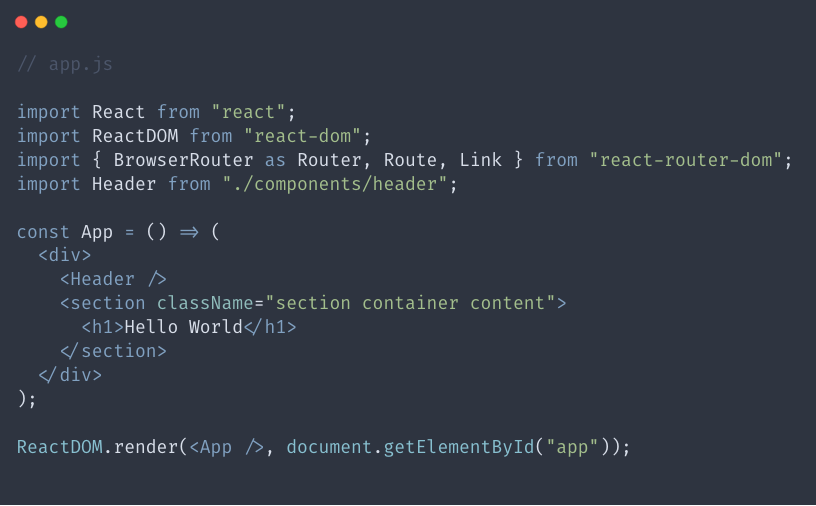 // app.js

import React from "react";
import ReactDOM from "react-dom";
import { BrowserRouter as Router, Route, Link } from "react-router-dom";
import Header from "./components/header";

const App = () => (
  <div>
    <Header />
    <section className="section container content">
      <h1>Hello World</h1>
    </section>
  </div>
);

ReactDOM.render(<App />, document.getElementById("app"));